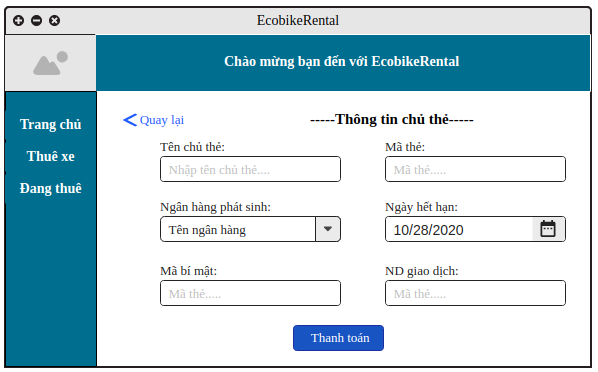 EcobikeRental
Chào mừng bạn đến với EcobikeRental
Trang chủ
Thuê xe
Đang thuê
Quay lại
-----Thông tin chủ thẻ-----
Tên chủ thẻ:
Mã thẻ:
Nhập tên chủ thẻ....
Mã thẻ.....
Ngân hàng phát sinh:
Ngày hết hạn:
Tên ngân hàng
10/28/2020
Mã bí mật:
ND giao dịch:
Mã thẻ.....
Mã thẻ.....
Thanh toán